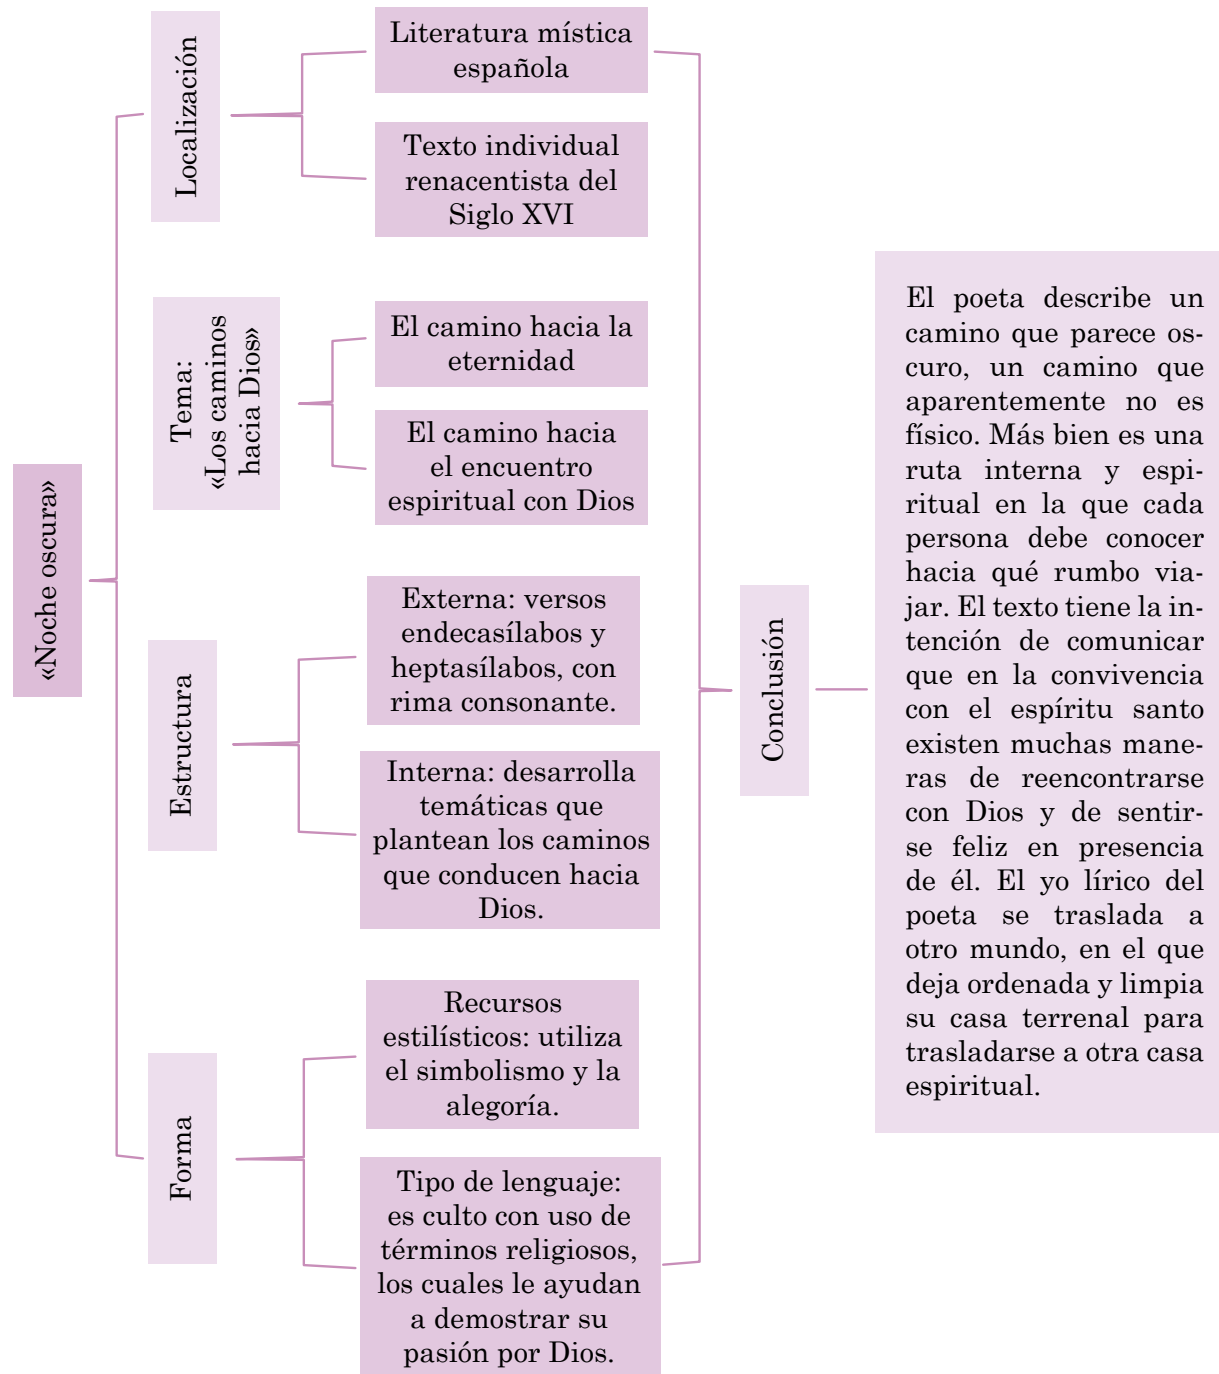 «Noche oscura»
Localización
Literatura mística
española
Texto individual
renacentista del
Siglo XVI
Tema:
«Los caminos
hacia Dios»
El camino hacia la
eternidad
El camino hacia
el encuentro
espiritual con Dios
Estructura
Externa: versos
endecasílabos y
heptasílabos, con
rima consonante.
Interna: desarrolla
temáticas que
plantean los caminos
que conducen hacia
Dios.
Forma
Recursos
estilísticos: utiliza
el simbolismo y la
alegoría.
Tipo de lenguaje:
es culto con uso de
términos religiosos,
los cuales le ayudan
a demostrar su
pasión por Dios.
Conclusión
El poeta describe un
camino que parece os-
curo, un camino que
aparentemente no es
físico. Más bien es una
ruta interna y espi-
ritual en la que cada
persona debe conocer
hacia qué rumbo via-
jar. El texto tiene la in-
tención de comunicar
que en la convivencia
con el espíritu santo
existen muchas mane-
ras de reencontrarse
con Dios y de sentir-
se feliz en presencia
de él. El yo lírico del
poeta se traslada a
otro mundo, en el que
deja ordenada y limpia
su casa terrenal para
trasladarse a otra casa
espiritual.